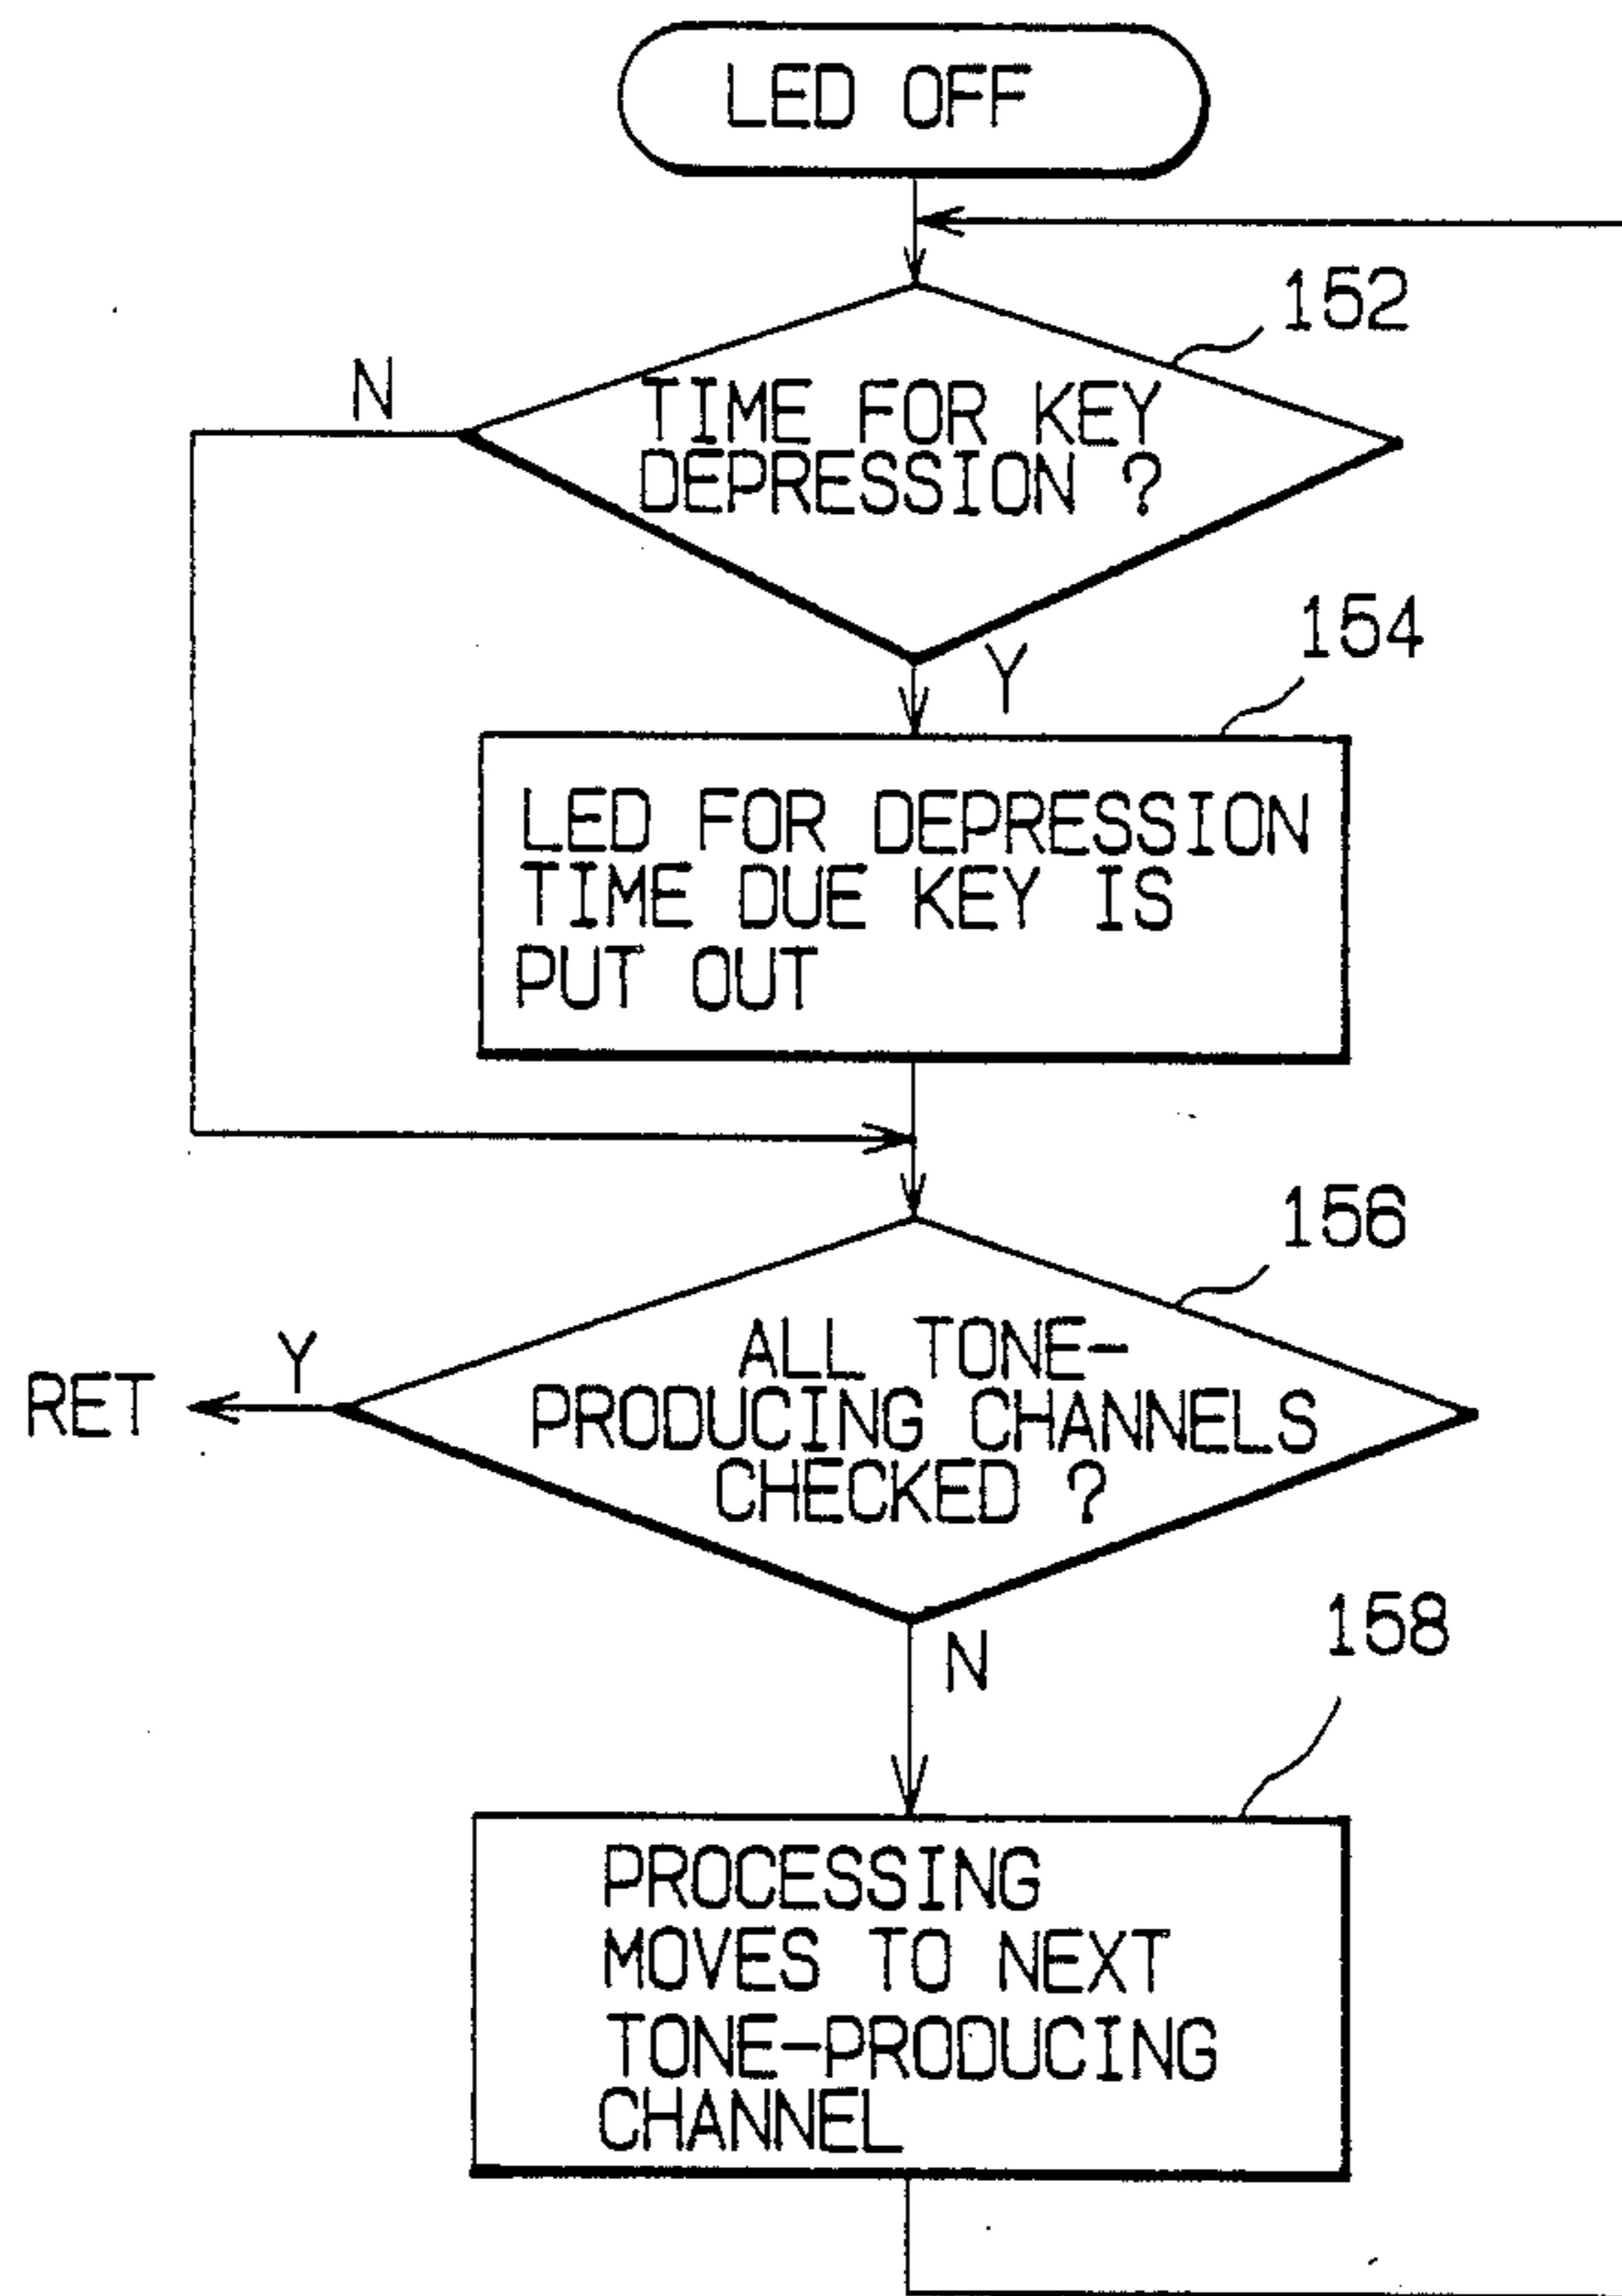 LED OFF
152
N
TIME FOR KEY
DEPRESSION ?
Y
154
LED FOR DEPRESSION
TIME DUE KEY IS
PUT OUT
156
ALL TONE-
PRODUCING CHANNELS
CHECKED ?
Y
RET
N
158
PROCESSING
MOVES TO NEXT
TONE-PRODUCING
CHANNEL